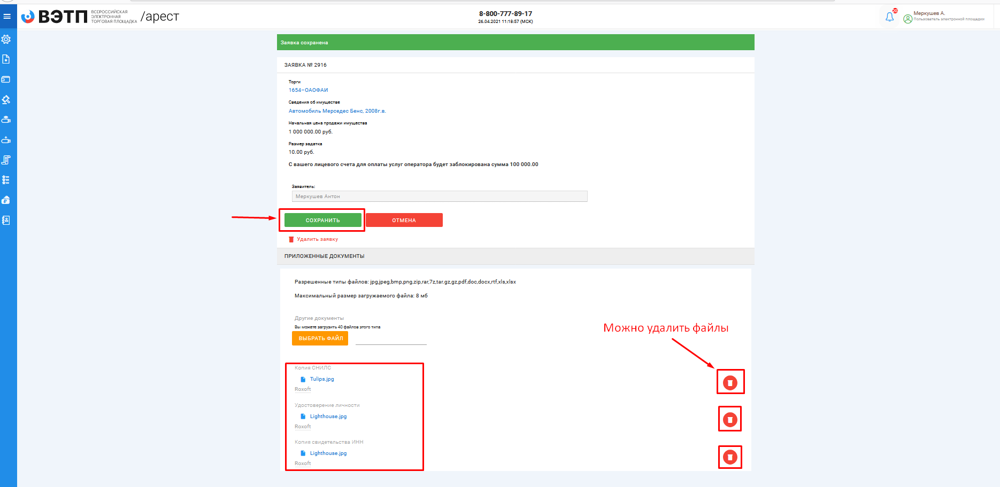 ВЭТП
ВСЕРОССИЙСКАЯ
ЭЛЕКТРОННАЯ
ТОРГОВАЯ ПЛОЩАДКА
/арест
8-800-777-89-17
26.04.2021 11:18:57 (МСК)
20
Меркушев А.
Пользователь электронной площадки
Заявка сохранена
ЗАЯВКА № 2916
Торги
1654–ОАОФАИ
Сведения об имуществе
Автомобиль Мерседес Бенс, 2008г.в.
Начальная цена продажи имущества
1 000 000.00 руб.
Размер задатка
10.00 руб.
С вашего лицевого счета для оплаты услуг оператора будет заблокирована сумма 100 000.00
Заявитель:
Меркушев Антон
СОХРАНИТЬ
ОТМЕНА
Удалить заявку
ПРИЛОЖЕННЫЕ ДОКУМЕНТЫ
Разрешенные типы файлов: jpg,jpeg,bmp,png,zip,rar,7z,tar.gz,gz,pdf,doc,docx,rtf,xls,xlsx
Максимальный размер загружаемого файла: 8 мб
Другие документы
Вы можете загрузить 40 файлов этого типа
ВЫБРАТЬ ФАЙЛ
Можно удалить файлы
Копия СНИЛС
Tulips.jpg
Roxoft
Удостоверение личности
Lighthouse.jpg
Roxoft
Копия свидетельства ИНН
Lighthouse.jpg
Roxoft